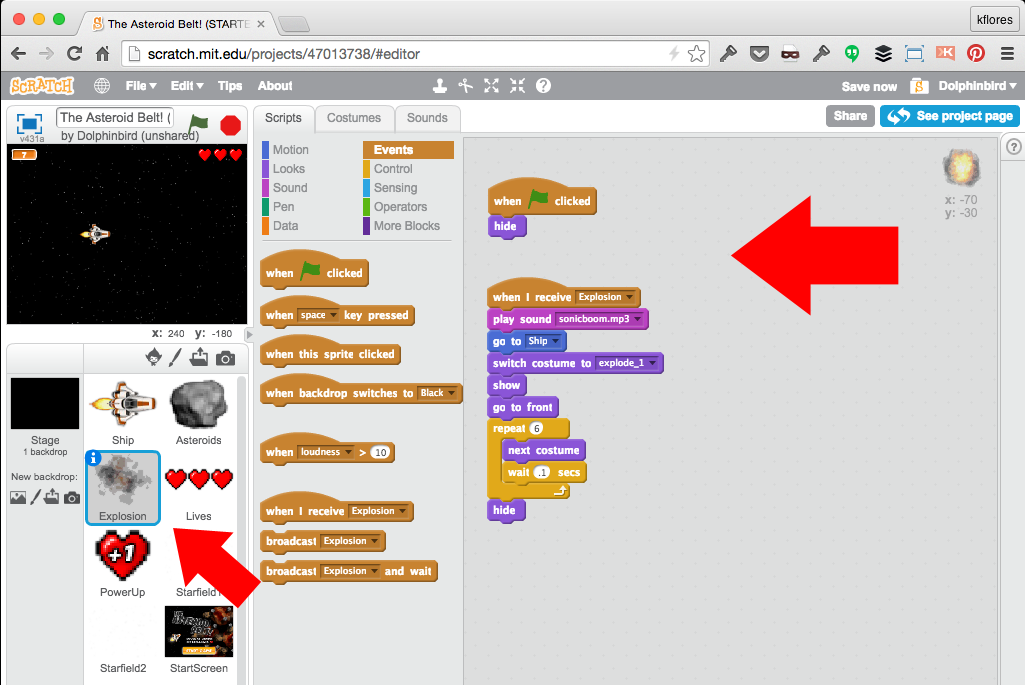 The Asteroid Belt! (STARTE
kflores
scratch.mit.edu/projects/47013738/#editor
SCRATCH
File
Edit
Tips
About
Save now
Dolphinbird
v431a
The Asteroid Belt! (
by Dolphinbird (unshared)
Scripts
Costumes
Sounds
Share
See project page
7
Motion
Events
Looks
Control
Sound
Sensing
Pen
Operators
Data
More Blocks
when clicked
when space key pressed
when this sprite clicked
when backdrop switches to Black
when loudness > 10
when I receive Explosion
broadcast Explosion
broadcast Explosion and wait
when clicked
hide
when I receive Explosion
play sound sonicboom.mp3
go to Ship
switch costume to explode_1
show
go to front
repeat 6
next costume
wait .1 secs
hide
x: -70
y: -30
x: 240 y: -180
Stage
1 backdrop
New backdrop:
Ship
Asteroids
Explosion
Lives
+1
PowerUp
Starfield1
Starfield2
StartScreen